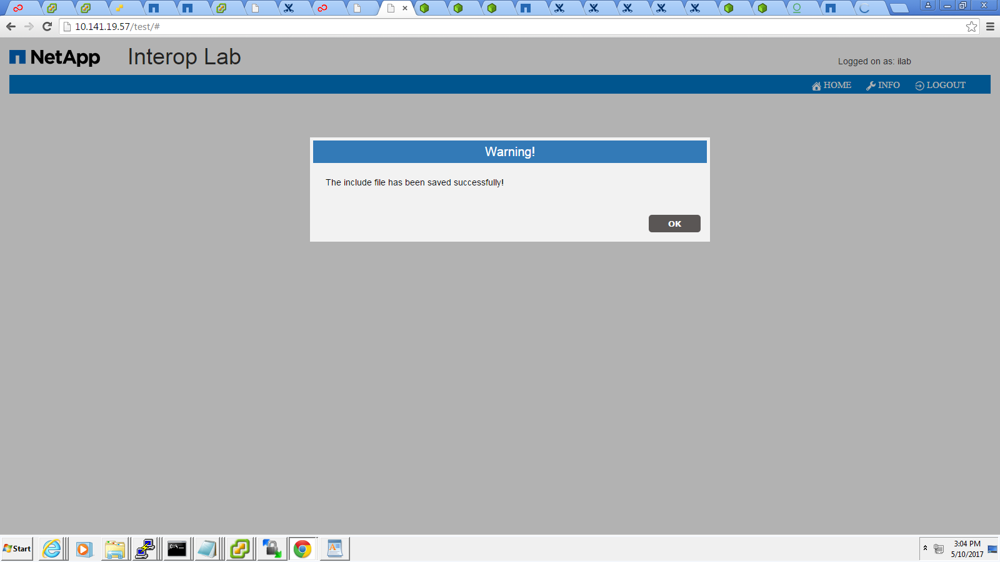 10.141.19.57/test/#
NetApp
Interop Lab
Logged on as: ilab
HOME INFO LOGOUT
Warning!
The include file has been saved successfully!
OK
Start
C:\
3:04 PM
5/10/2017